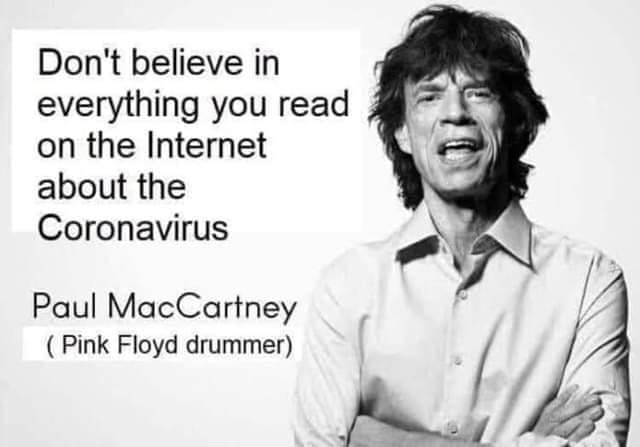 Don't believe in
everything you read
on the Internet
about the
Coronavirus
Paul MacCartney
( Pink Floyd drummer)